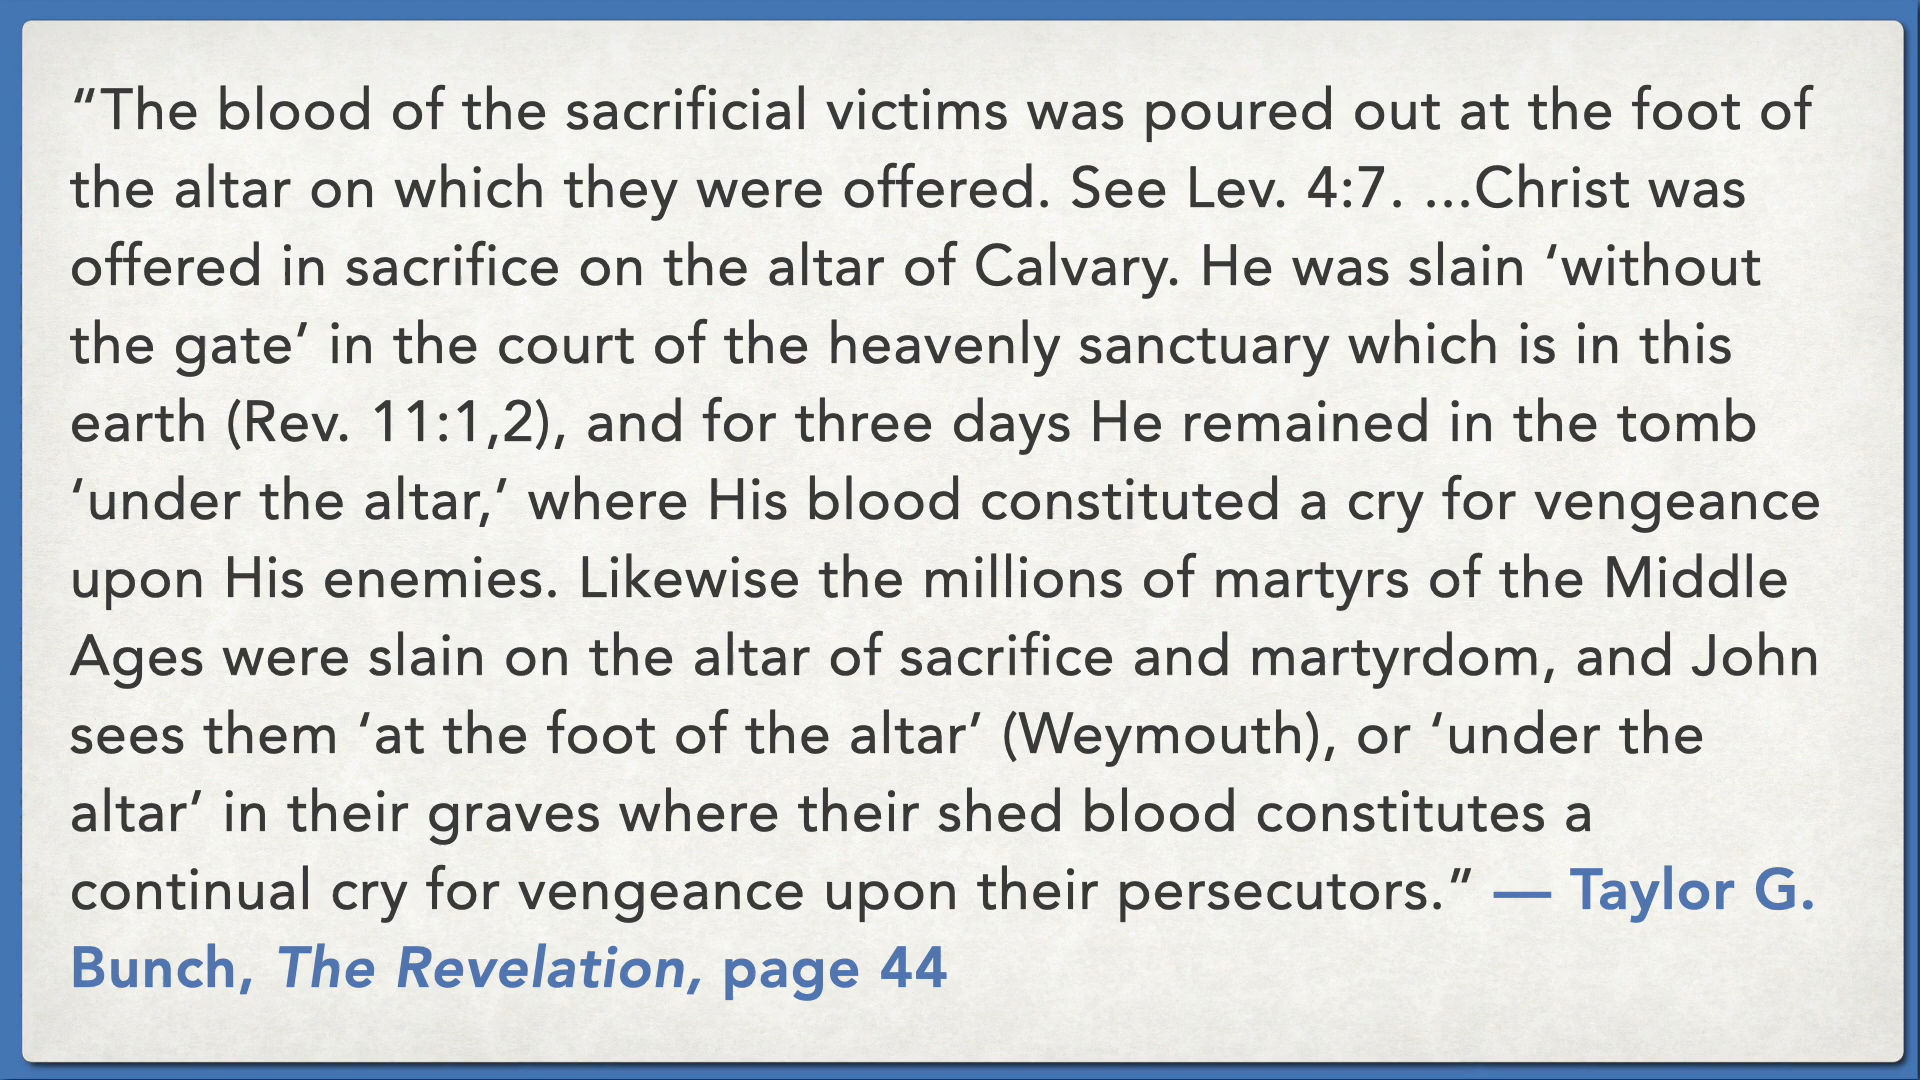 “The blood of the sacrificial victims was poured out at the foot of
the altar on which they were offered. See Lev. 4:7. ...Christ was
offered in sacrifice on the altar of Calvary. He was slain ‘without
the gate’ in the court of the heavenly sanctuary which is in this
earth (Rev. 11:1,2), and for three days He remained in the tomb
‘under the altar,’ where His blood constituted a cry for vengeance
upon His enemies. Likewise the millions of martyrs of the Middle
Ages were slain on the altar of sacrifice and martyrdom, and John
sees them ‘at the foot of the altar’ (Weymouth), or ‘under the
altar’ in their graves where their shed blood constitutes a
continual cry for vengeance upon their persecutors.” — Taylor G.
Bunch, The Revelation, page 44